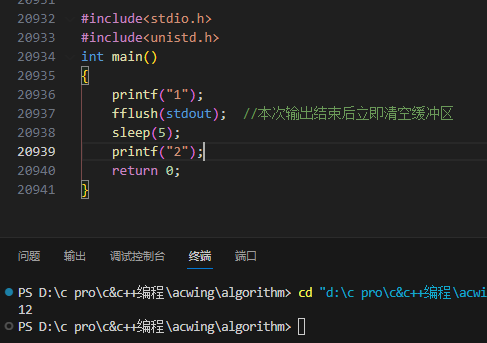 20931
20932 #include<stdio.h>
20933 #include<unistd.h>
20934 int main()
20935 {
20936 printf("1");
20937 fflush(stdout); //本次输出结束后立即清空缓冲区
20938 sleep(5);
20939 printf("2");
20940 return 0;
20941 }
问题 输出 调试控制台 终端 端口
PS D:\c pro\c&c++编程\acwing\algorithm> cd "d:\c pro\c&c++编程\acwi
12
PS D:\c pro\c&c++编程\acwing\algorithm>